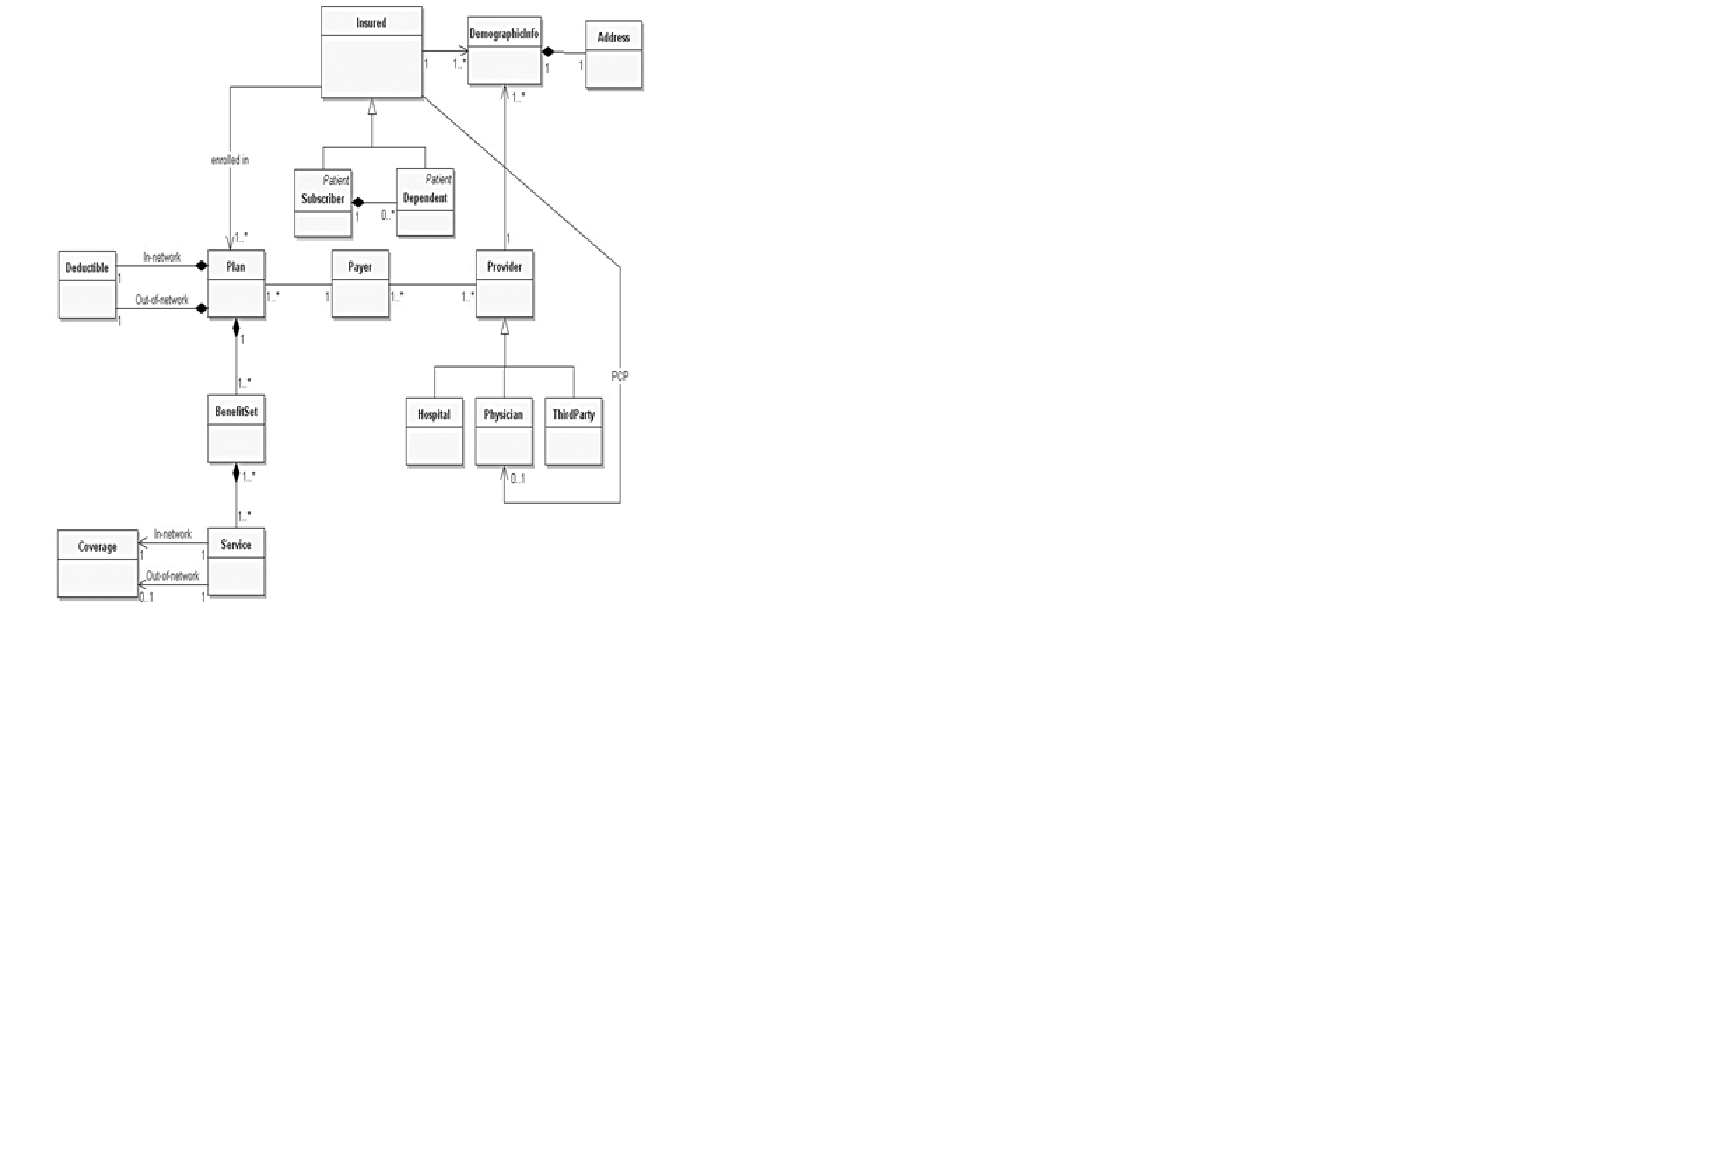 Insured
DemographicInfo
Address
1
1..*
1
1
1..*
enrolled in
Patient
Subscriber
Patient
Dependent
1
0..*
1..*
1
Deductible
In-network
1
Out-of-network
1
Plan
Payer
Provider
1..*
1
1..*
1..*
1
1..*
PCP
BenefitSet
Hospital
Physician
ThirdParty
1..*
0..1
1..*
Coverage
In-network
1
1
Service
Out-of-network
0..1
1